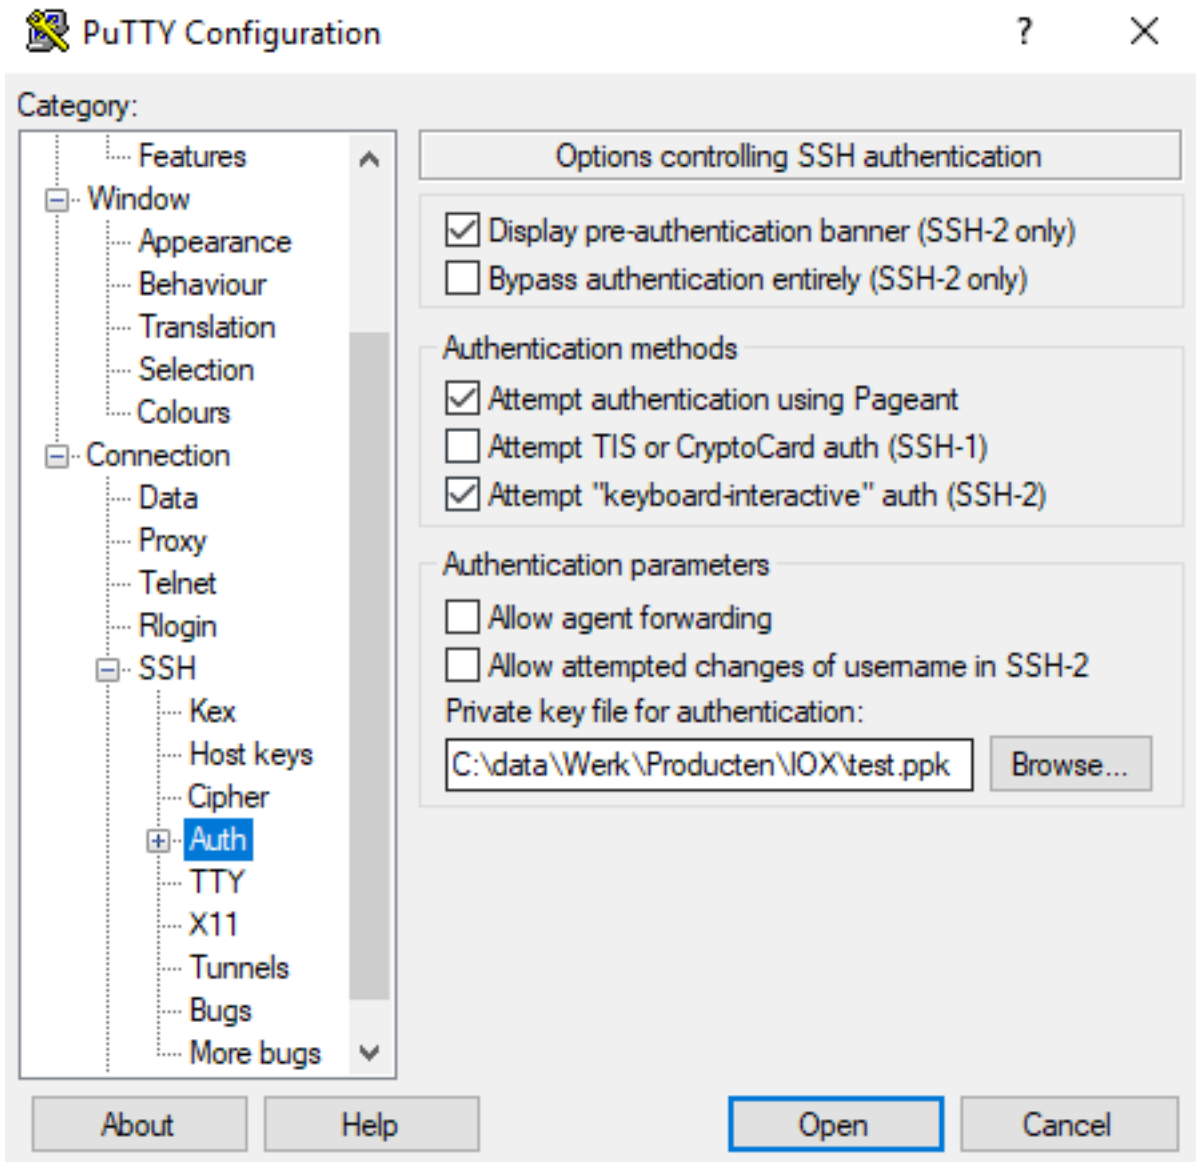 PuTTY Configuration
Category:
Features
Window
Appearance
Behaviour
Translation
Selection
Colours
Connection
Data
Proxy
Telnet
Rlogin
SSH
Kex
Host keys
Cipher
Auth
TTY
X11
Tunnels
Bugs
More bugs
Options controlling SSH authentication
Display pre-authentication banner (SSH-2 only)
Bypass authentication entirely (SSH-2 only)
Authentication methods
Attempt authentication using Pageant
Attempt TIS or CryptoCard auth (SSH-1)
Attempt "keyboard-interactive" auth (SSH-2)
Authentication parameters
Allow agent forwarding
Allow attempted changes of username in SSH-2
Private key file for authentication:
C:\data\Werk\Producten\IOX\test.ppk
Browse...
About
Help
Open
Cancel